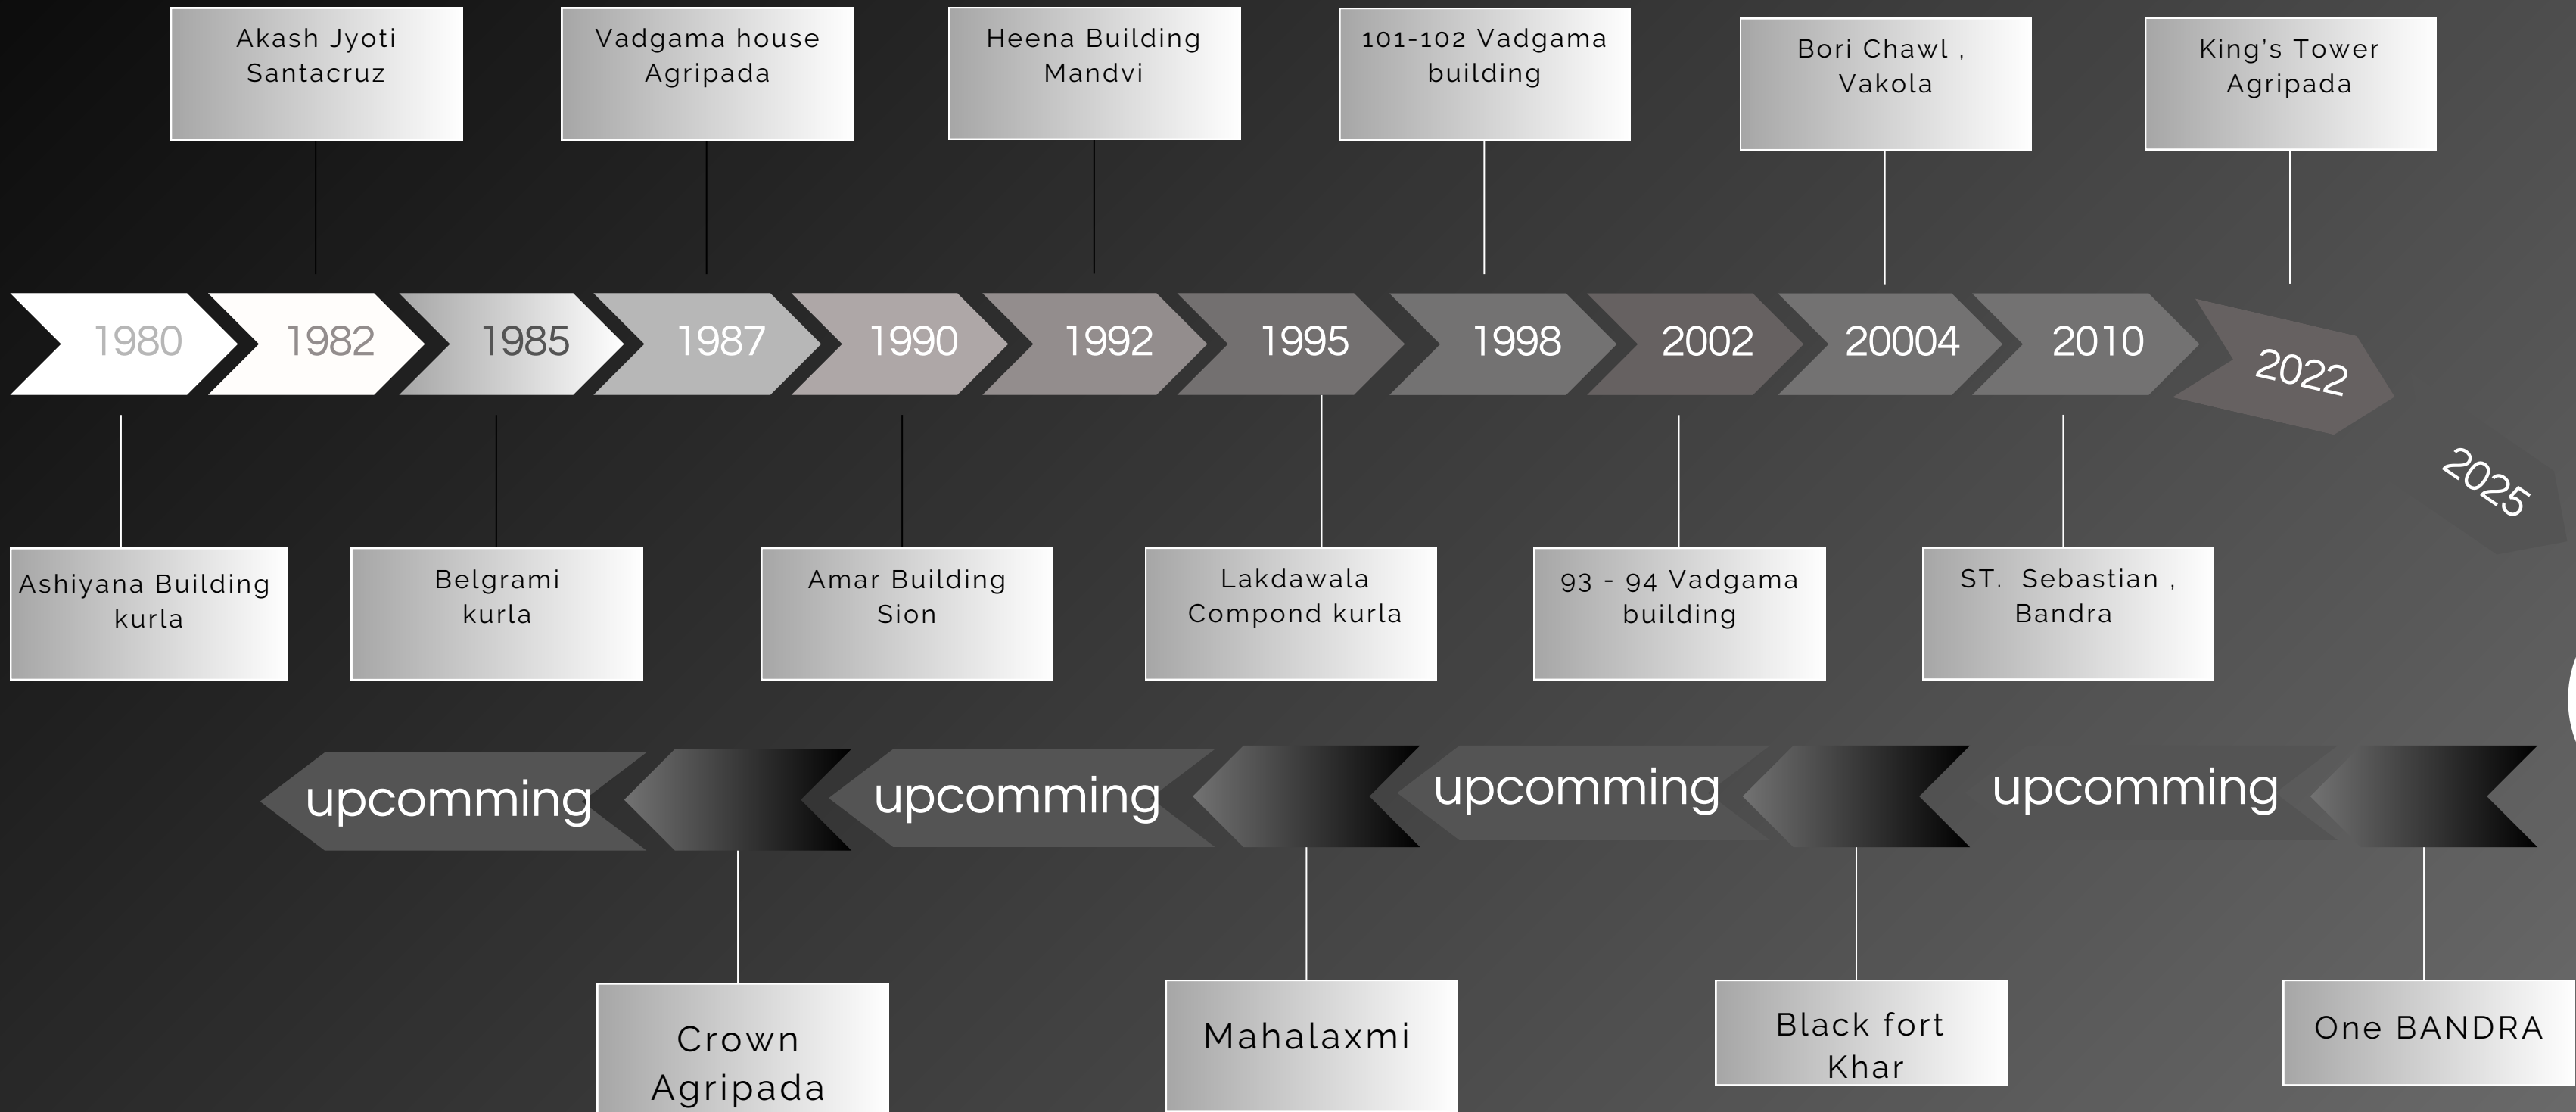 Akash Jyoti
Santacruz
Vadgama house
Agripada
Heena Building
Mandvi
101-102 Vadgama
building
Bori Chawl ,
Vakola
King's Tower
Agripada
1980
1982
1985
1987
1990
1992
1995
1998
2002
20004
2010
2022
2025
Ashiyana Building
kurla
Belgrami
kurla
Amar Building
Sion
Lakdawala
Compond kurla
93 - 94 Vadgama
building
ST. Sebastian ,
Bandra
upcomming
upcomming
upcomming
upcomming
Crown
Agripada
Mahalaxmi
Black fort
Khar
One BANDRA